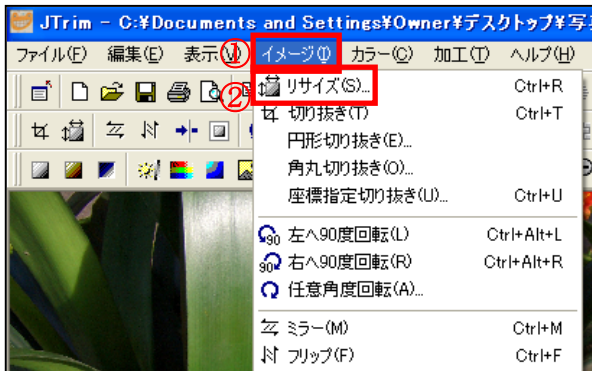 JTrim - C:¥Documents and Settings¥Owner¥デスクトップ¥写真
ファイル(F) 編集(E) 表示(V) ① イメージ(I) カラー(C) 加工(T) ヘルプ(H)
② リサイズ(S)... Ctrl+R
切り抜き(T) Ctrl+T
円形切り抜き(E)...
角丸切り抜き(O)...
座標指定切り抜き(U)... Ctrl+U
90 左へ90度回転(L) Ctrl+Alt+L
90 右へ90度回転(R) Ctrl+Alt+R
任意角度回転(A)...
ミラー(M) Ctrl+M
フリップ(F) Ctrl+F